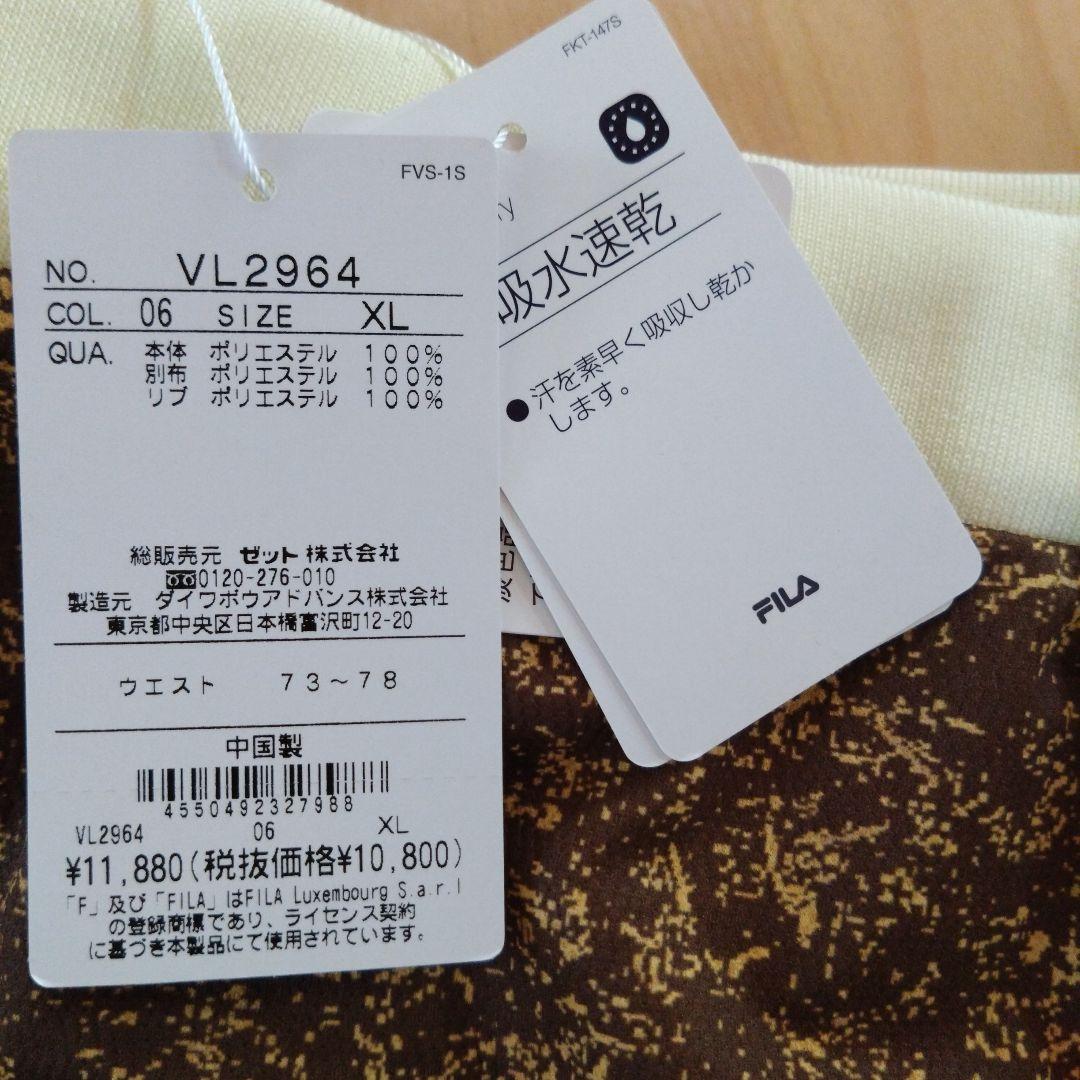 FVS-1S
NO. VL2964
COL. 06 SIZE XL
QUA. 本体 ポリエステル 100%
別布 ポリエステル 100%
リブ ポリエステル 100%
総販売元 ゼット株式会社
0120-276-010
製造元 ダイワボウアドバンス株式会社
東京都中央区日本橋富沢町12-20
ウエスト 73~78
中国製
4550492327988
VL2964 06 XL
¥11,880(税抜価格¥10,800)
「F」及び「FILA」はFILA Luxembourg S.a.r.l
の登録商標であり、ライセンス契約
に基づき本製品にて使用されています。
FKT-147S
吸水速乾
●汗を素早く吸収し乾か
します。
FILA